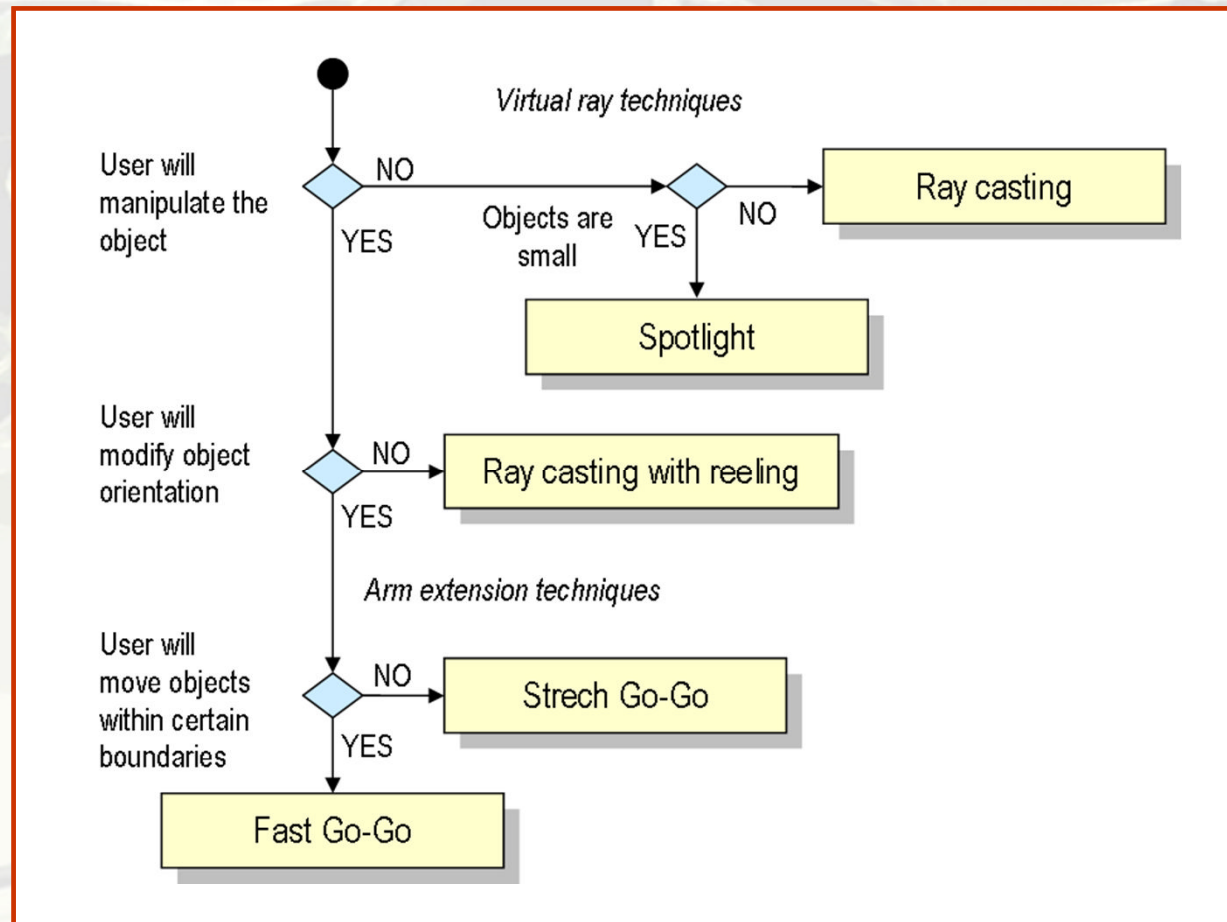 Virtual ray techniques
User will
manipulate the
object
NO
YES
Objects are
small
NO
YES
Ray casting
Spotlight
User will
modify object
orientation
NO
YES
Ray casting with reeling
Arm extension techniques
User will
move objects
within certain
boundaries
NO
YES
Strech Go-Go
Fast Go-Go